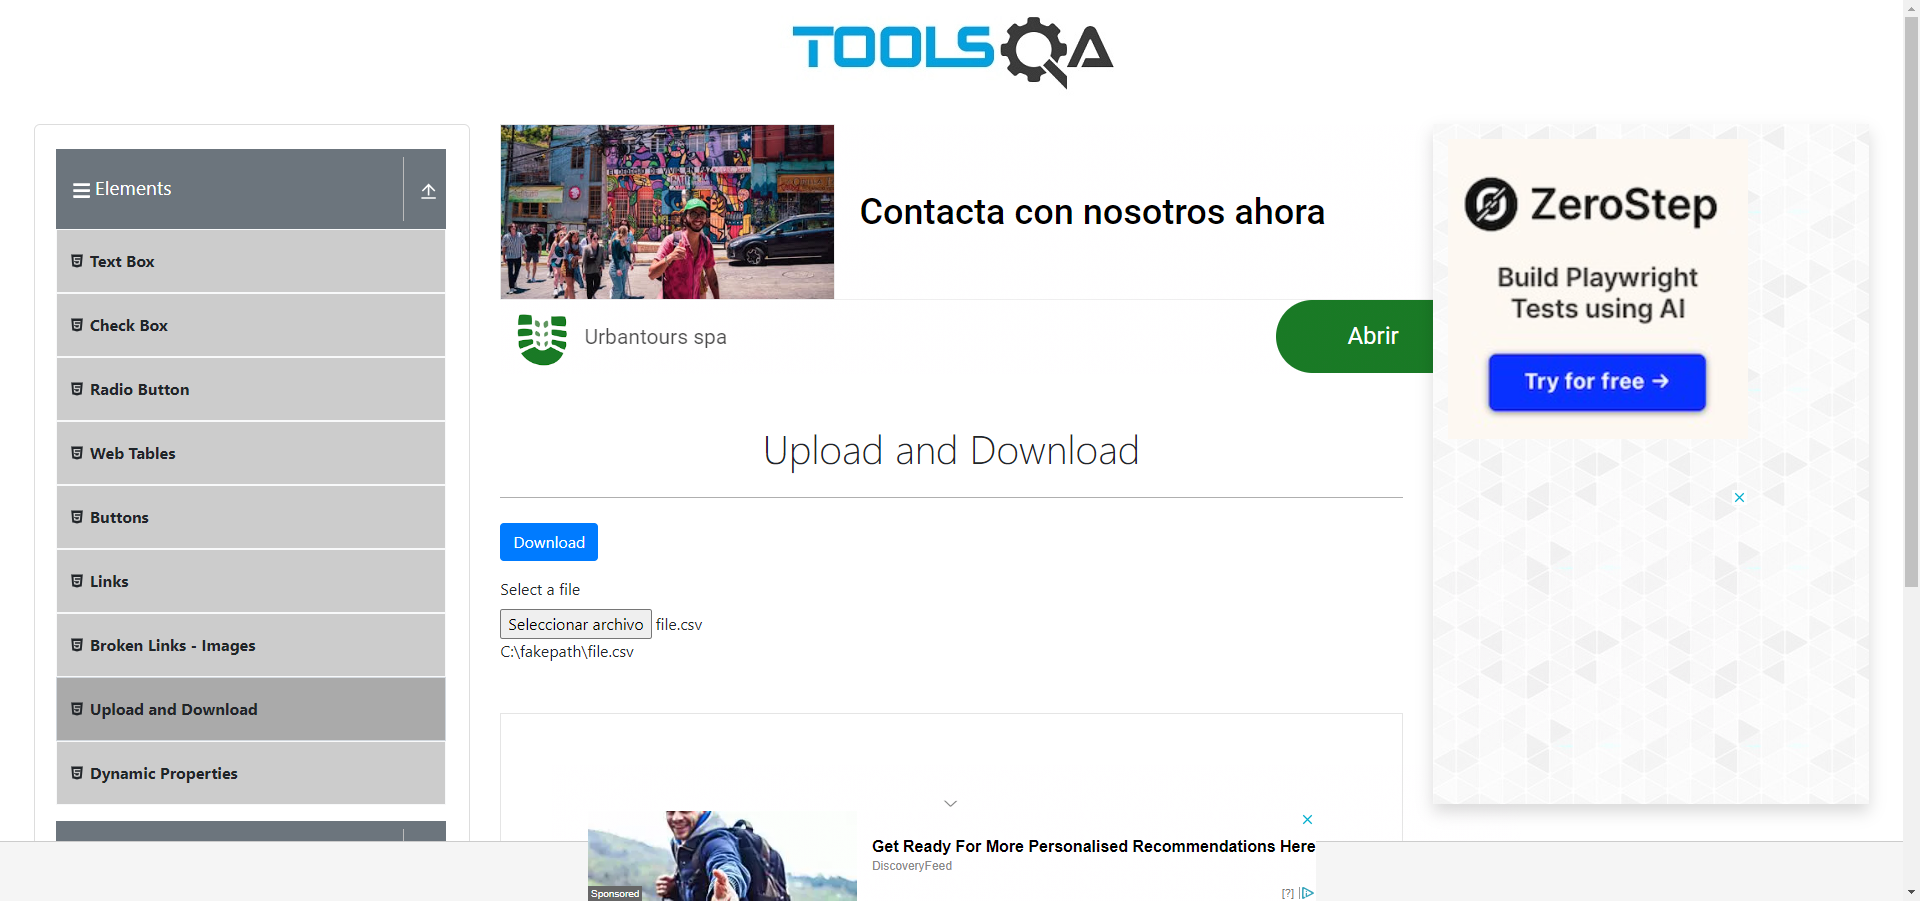 TOOLSQA
Elements
Text Box
Check Box
Radio Button
Web Tables
Buttons
Links
Broken Links - Images
Upload and Download
Dynamic Properties
Contacta con nosotros ahora
Urbantours spa
Abrir
Upload and Download
Download
Select a file
Seleccionar archivo file.csv
C:\fakepath\file.csv
ZeroStep
Build Playwright
Tests using AI
Try for free →
Get Ready For More Personalised Recommendations Here
DiscoveryFeed
Sponsored
[?]